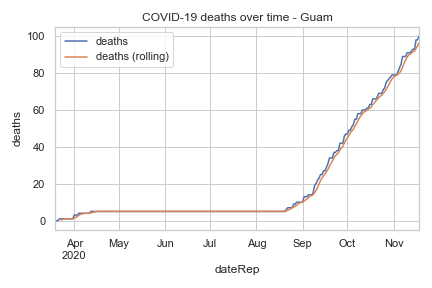 COVID-19 deaths over time - Guam
deaths
deaths (rolling)
100
80
60
40
20
0
deaths
Apr May Jun Jul Aug Sep Oct Nov
2020
dateRep